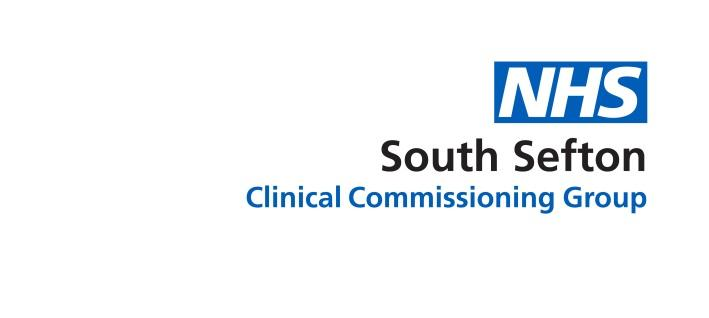 NHS
South Sefton
Clinical Commissioning Group